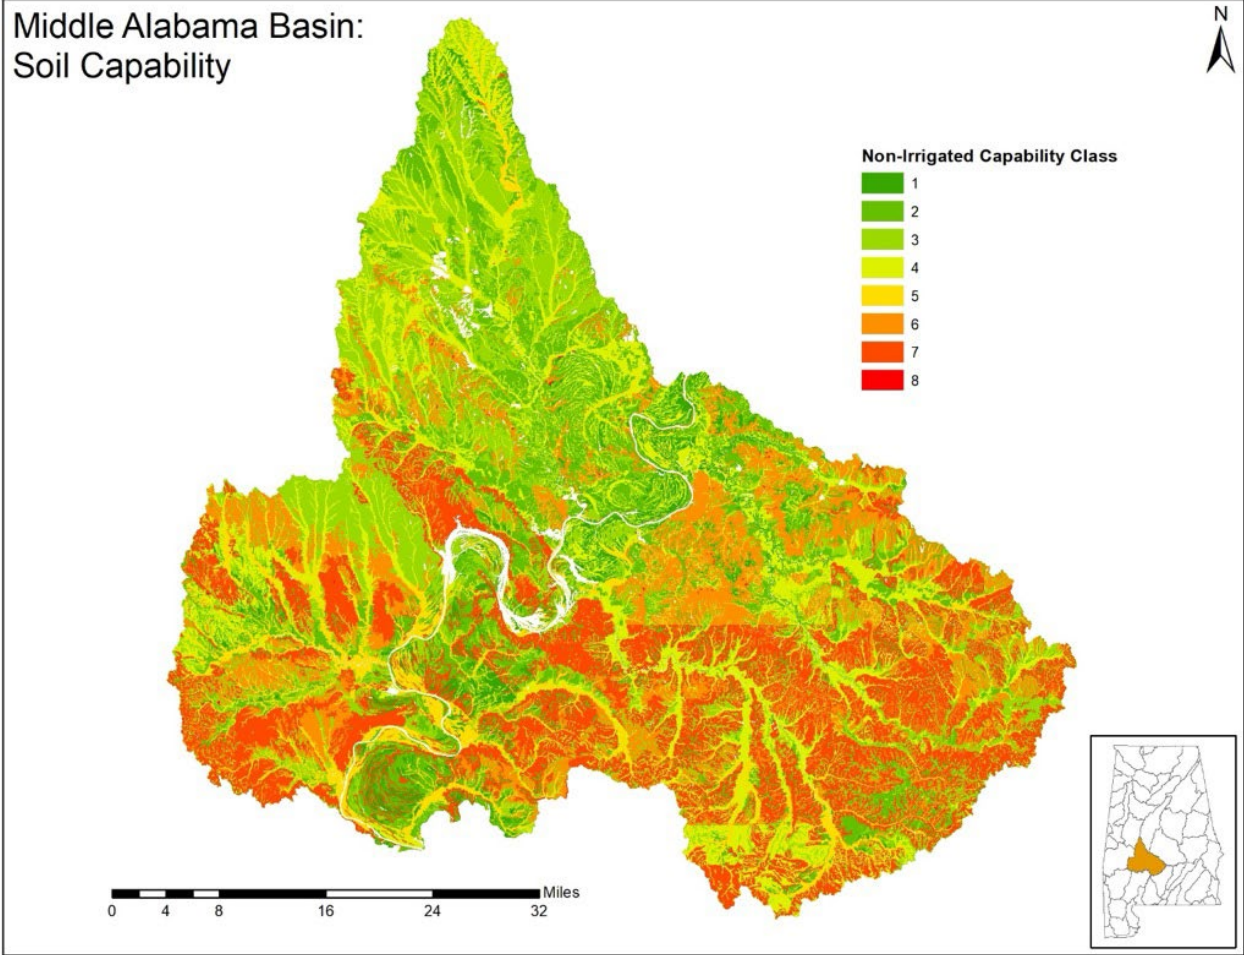 Middle Alabama Basin:
Soil Capability
N
Non-Irrigated Capability Class
1
2
3
4
5
6
7
8
Miles
0 4 8 16 24 32